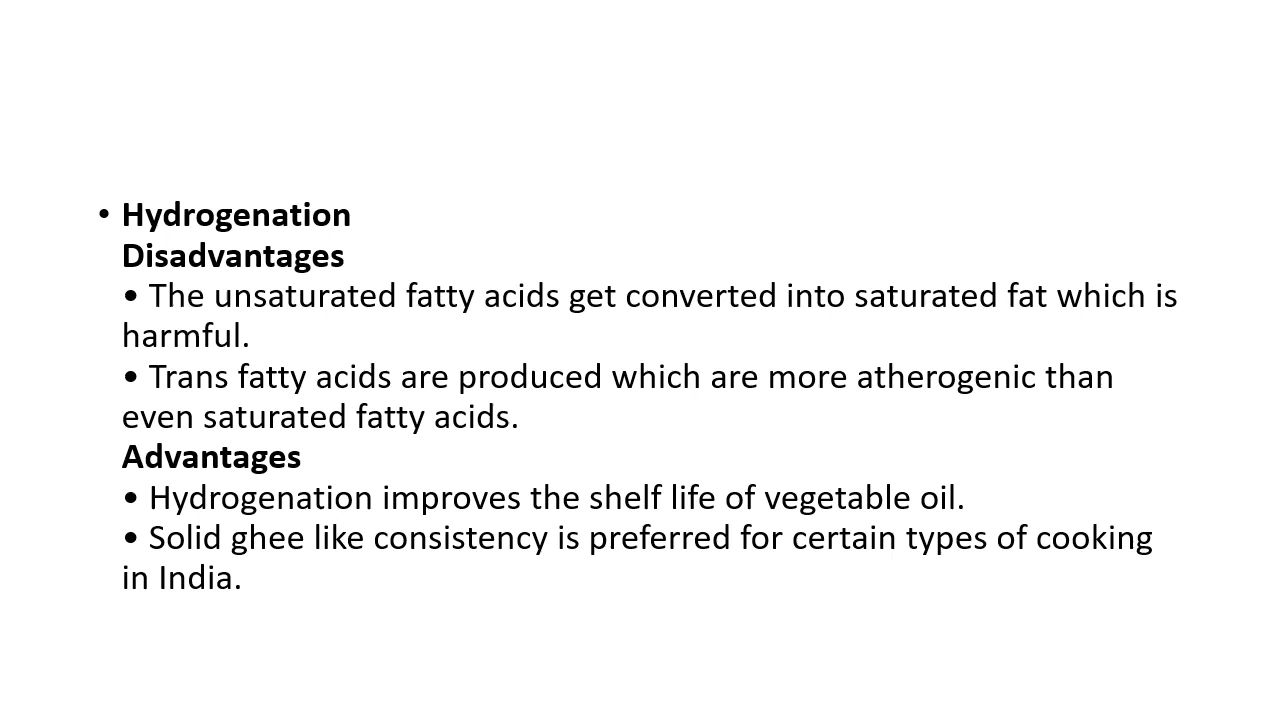 • Hydrogenation
Disadvantages
• The unsaturated fatty acids get converted into saturated fat which is
harmful.
• Trans fatty acids are produced which are more atherogenic than
even saturated fatty acids.
Advantages
• Hydrogenation improves the shelf life of vegetable oil.
• Solid ghee like consistency is preferred for certain types of cooking
in India.